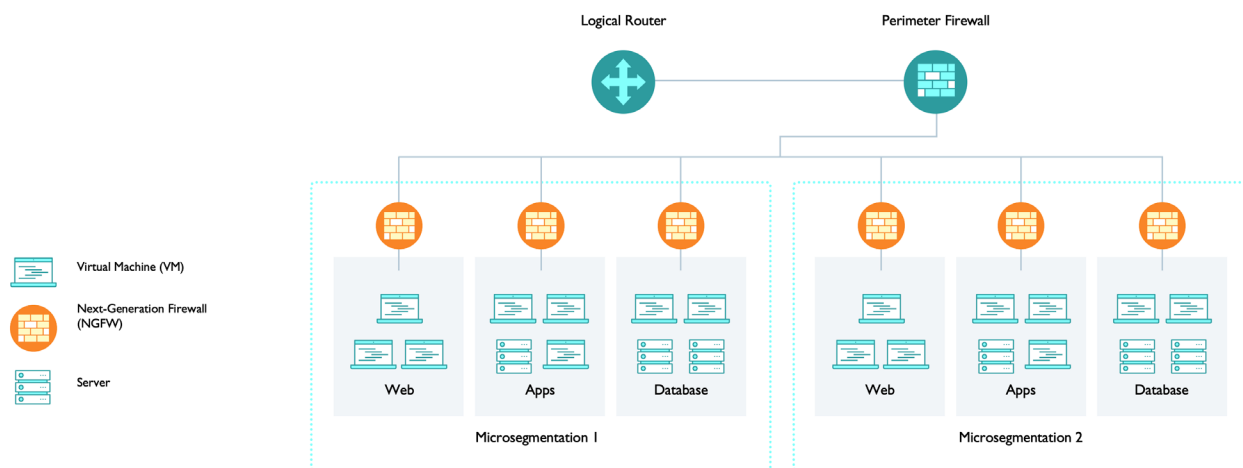 Logical Router
Perimeter Firewall
Virtual Machine (VM)
Next-Generation Firewall
(NGFW)
Server
Web
Apps
Database
Web
Apps
Database
Microsegmentation 1
Microsegmentation 2